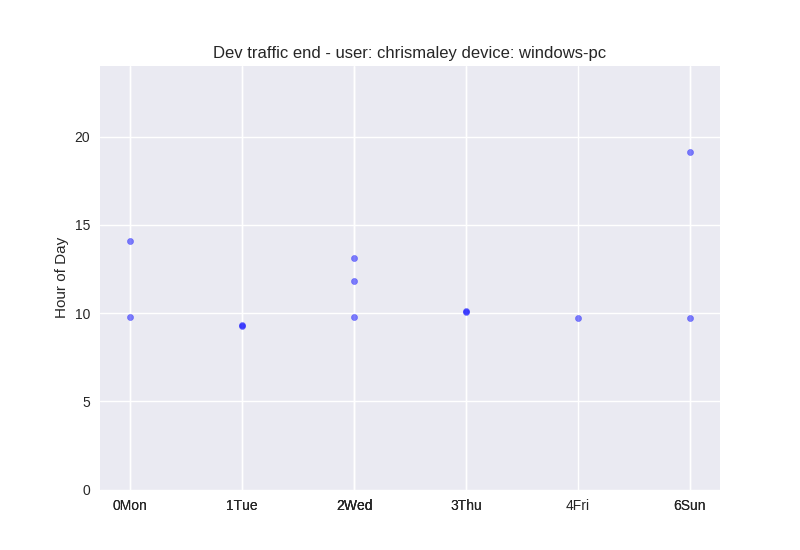 Dev traffic end - user: chrismaley device: windows-pc
20
15
10
5
0
Hour of Day
0Mon 1Tue 2Wed 3Thu 4Fri 6Sun